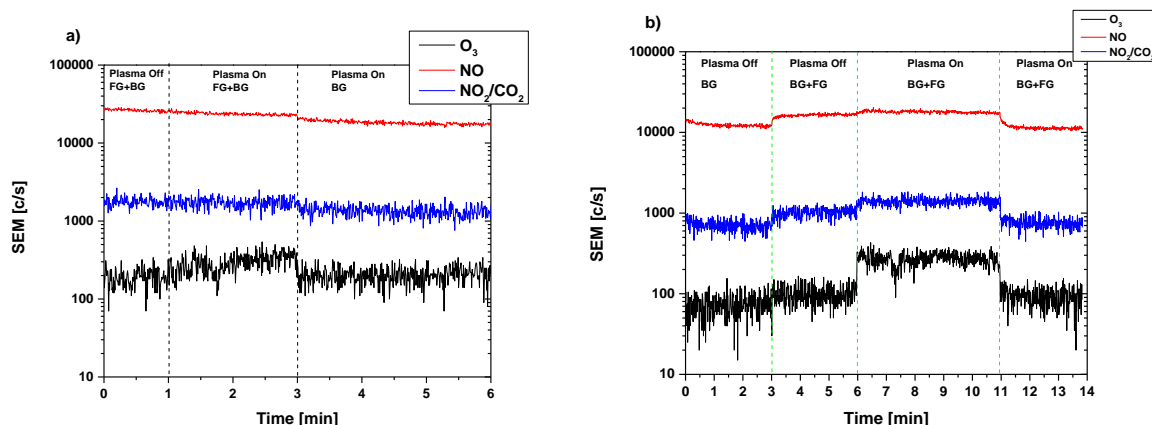 a)
O3
NO
NO2/CO2
Plasma Off
FG+BG
Plasma On
FG+BG
Plasma On
BG
100000
10000
1000
100
10
SEM [c/s]
0 1 2 3 4 5 6
Time [min]
b)
O3
NO
NO2/CO2
Plasma Off
BG
Plasma Off
BG+FG
Plasma On
BG+FG
Plasma On
BG+FG
100000
10000
1000
100
10
SEM [c/s]
0 1 2 3 4 5 6 7 8 9 10 11 12 13 14
Time [min]